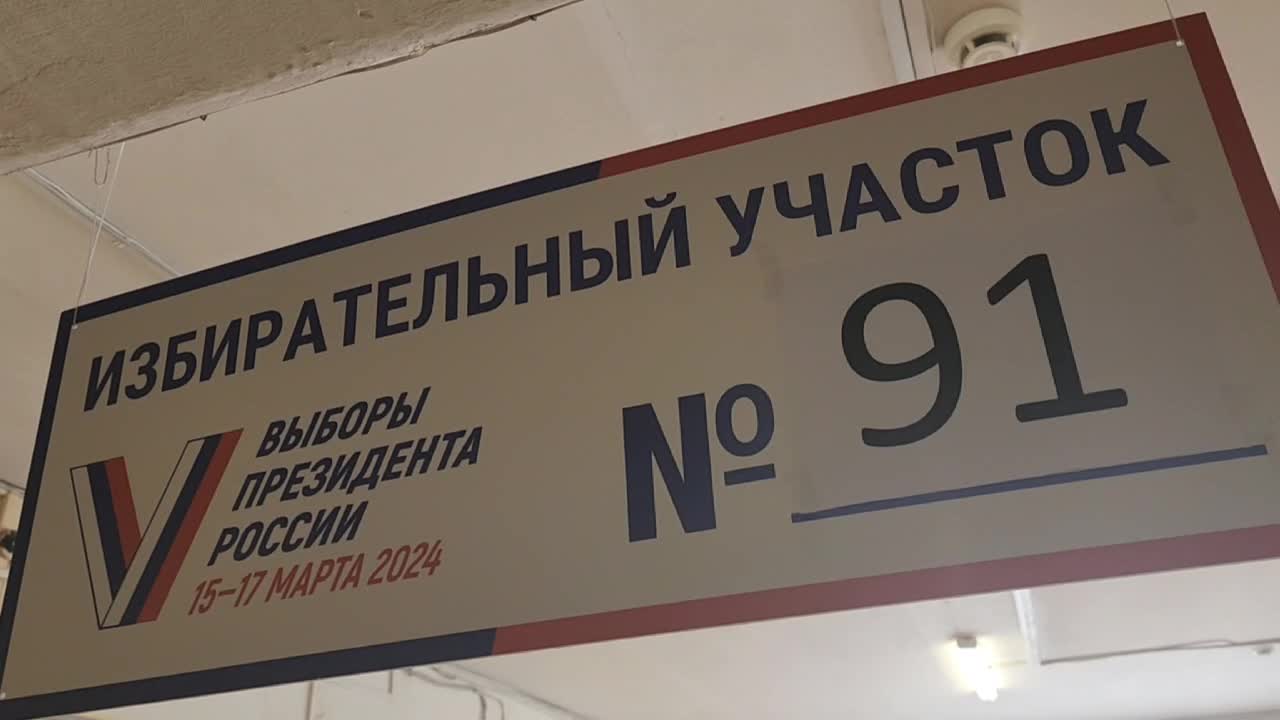 ИЗБИРАТЕЛЬНЫЙ УЧАСТОК
№ 91
ВЫБОРЫ
ПРЕЗИДЕНТА
РОССИИ
15–17 МАРТА 2024